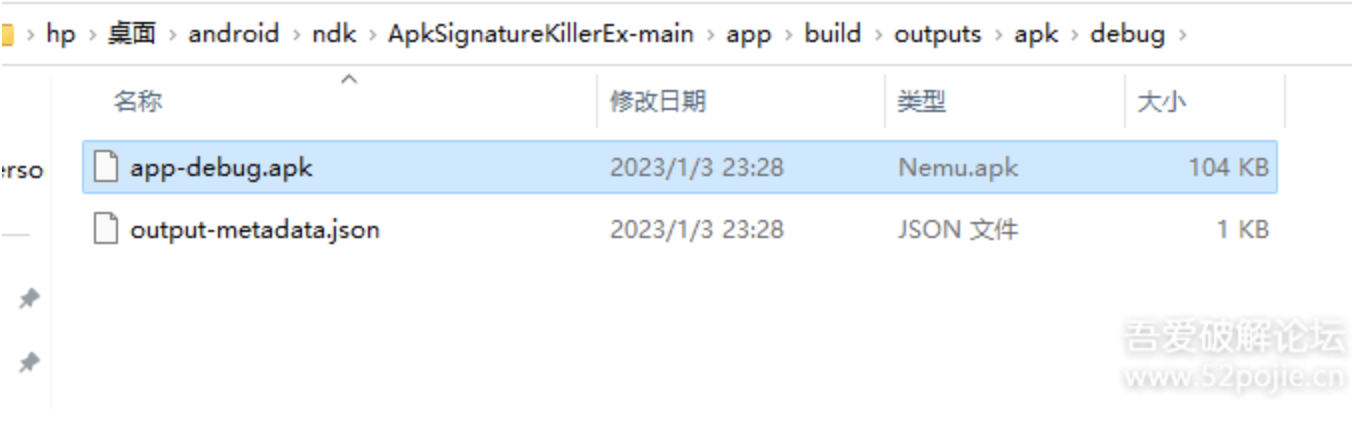 hp › 桌面 › android › ndk › ApkSignatureKillerEx-main › app › build › outputs › apk › debug ›
名称 修改日期 类型 大小
app-debug.apk 2023/1/3 23:28 Nemu.apk 104 KB
output-metadata.json 2023/1/3 23:28 JSON 文件 1 KB
erso
吾爱破解论坛
www.52pojie.cn